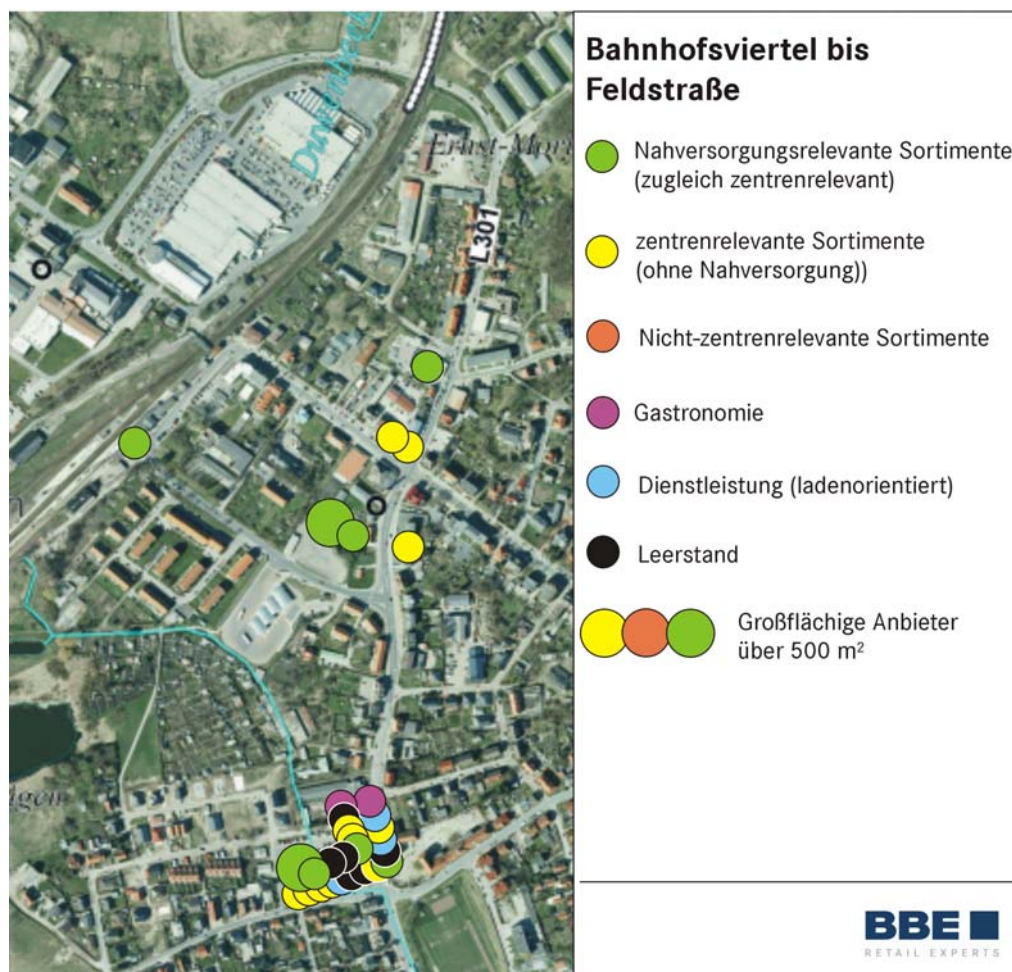 Bahnhofsviertel bis
Feldstraße
Nahversorgungsrelevante Sortimente
(zugleich zentrenrelevant)
zentrenrelevante Sortimente
(ohne Nahversorgung))
Nicht-zentrenrelevante Sortimente
Gastronomie
Dienstleistung (ladenorientiert)
Leerstand
Großflächige Anbieter
über 500 m²
BBE
RETAIL EXPERTS
L 301